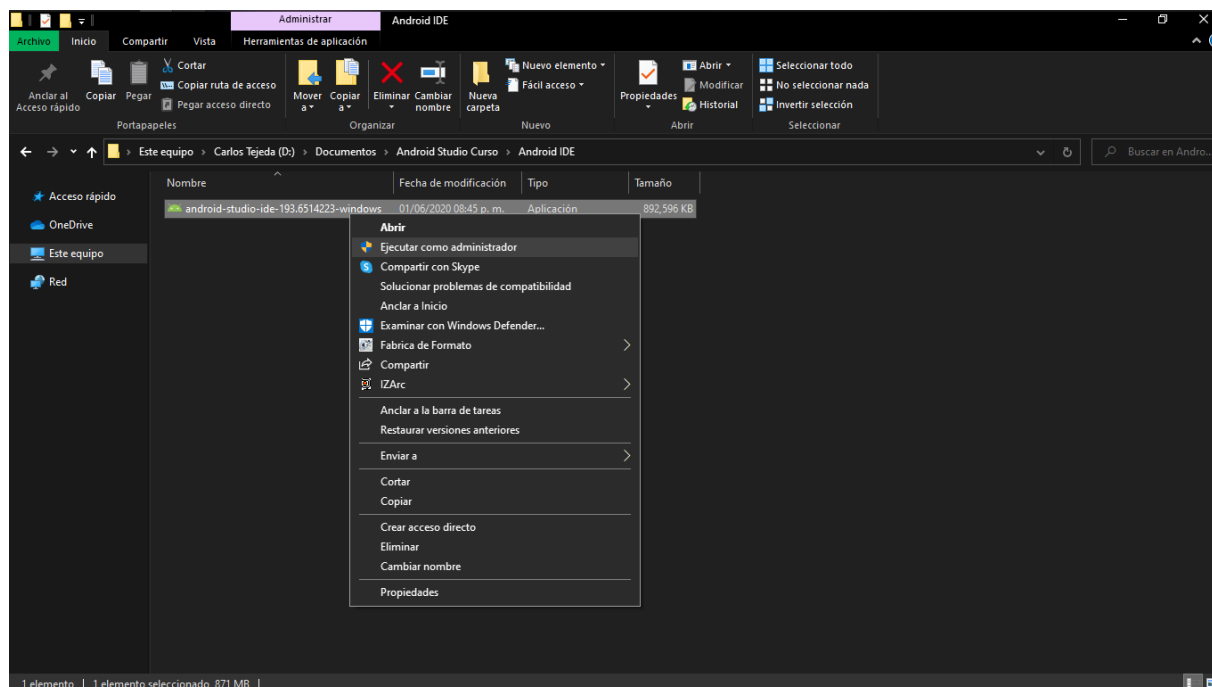 Administrar
Android IDE
Archivo Inicio Compartir Vista Herramientas de aplicación
Anclar al Acceso rápido
Copiar
Pegar
Cortar
Copiar ruta de acceso
Pegar acceso directo
Mover a
Copiar a
Eliminar
Cambiar nombre
Nueva carpeta
Nuevo elemento
Fácil acceso
Propiedades
Abrir
Modificar
Historial
Seleccionar todo
No seleccionar nada
Invertir selección
Portapapeles
Organizar
Nuevo
Abrir
Seleccionar
Este equipo > Carlos Tejeda (D:) > Documentos > Android Studio Curso > Android IDE
Buscar en Andro...
Acceso rápido
OneDrive
Este equipo
Red
Nombre Fecha de modificación Tipo Tamaño
android-studio-ide-193.6514223-windows 01/06/2020 08:45 p. m. Aplicación 892,596 KB
Abrir
Ejecutar como administrador
Compartir con Skype
Solucionar problemas de compatibilidad
Anclar a Inicio
Examinar con Windows Defender...
Fabrica de Formato
Compartir
IZArc
Anclar a la barra de tareas
Restaurar versiones anteriores
Enviar a
Cortar
Copiar
Crear acceso directo
Eliminar
Cambiar nombre
Propiedades
1 elemento 1 elemento seleccionado 871 MB